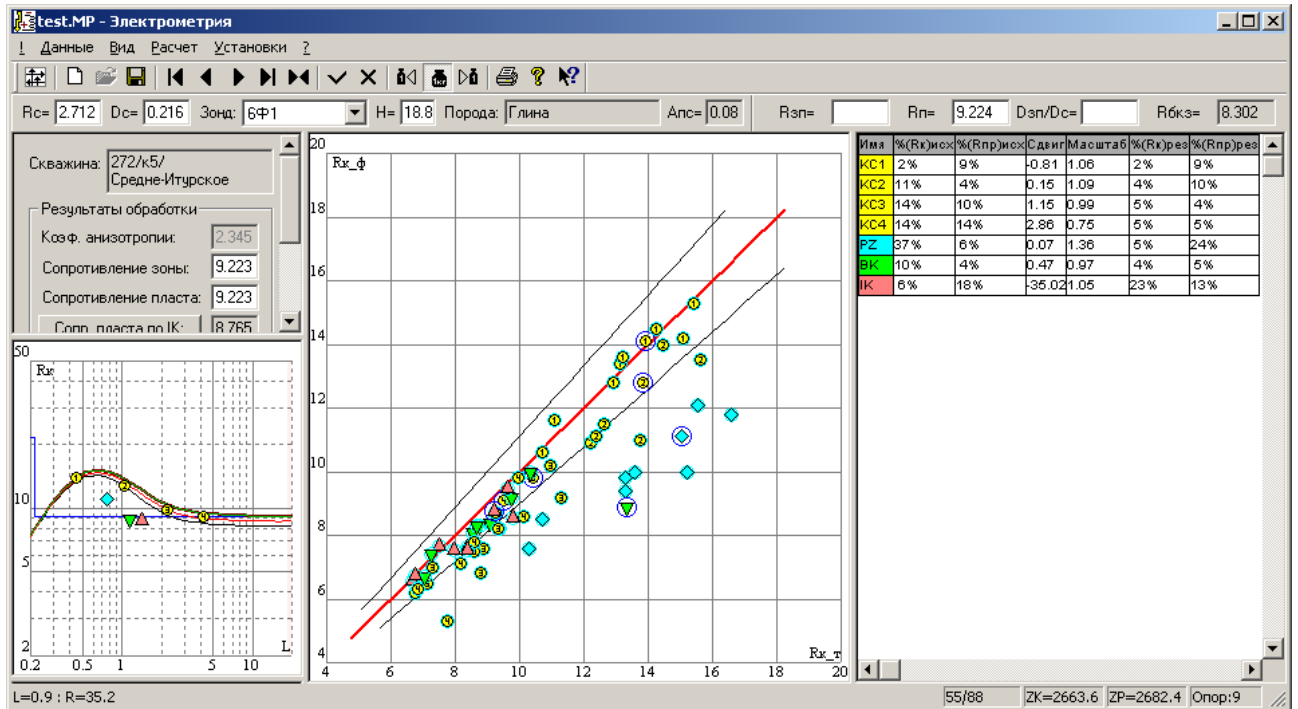 test.MP - Электрометрия
! Данные Вид Расчет Установки ?
Rc= 2.712 Dc= 0.216 Зонд: 6Ф1 H= 18.8 Порода: Глина Апс= 0.08 Rзп= Rп= 9.224 Dзп/Dc= Rбкз= 8.302
Скважина: 272/к5/
Средне-Итурское
Результаты обработки
Коэф. анизотропии: 2.345
Сопротивление зоны: 9.223
Сопротивление пласта: 9.223
Сопр. пласта по IK: 8.765
50
Rк
10
5
2
L
0.2 0.5 1 5 10
20
Rк_ф
18
16
14
12
10
8
6
4
Rк_т
4 6 8 10 12 14 16 18 20
Имя %(Rк)исх %(Rпр)исх Сдвиг Масштаб %(Rк)рез %(Rпр)рез
КС1 2% 9% -0.81 1.06 2% 9%
КС2 11% 4% 0.15 1.09 4% 10%
КС3 14% 10% 1.15 0.99 5% 4%
КС4 14% 14% 2.86 0.75 5% 5%
PZ 37% 6% 0.07 1.36 5% 24%
BK 10% 4% 0.47 0.97 4% 5%
IK 6% 18% -35.02 1.05 23% 13%
L=0.9 : R=35.2 55/88 ZK=2663.6 ZP=2682.4 Опор:9